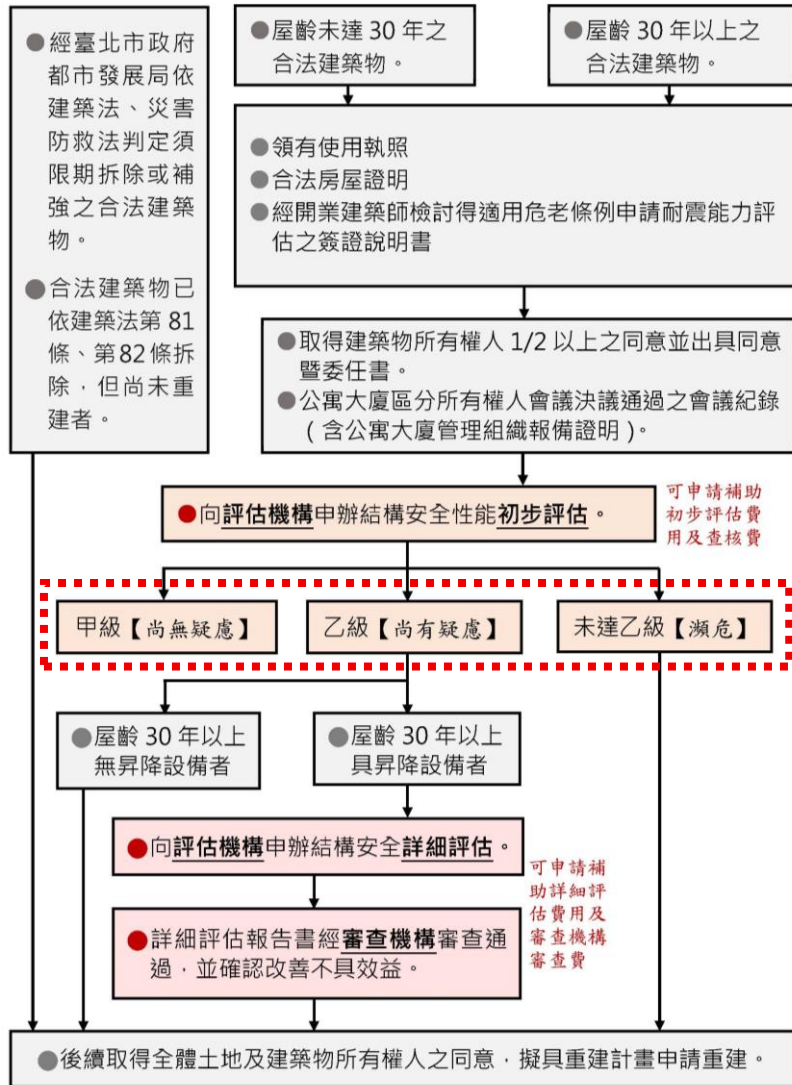 ●經臺北市政府
都市發展局依
建築法、災害
防救法判定須
限期拆除或補
強之合法建築
物。
●合法建築物已
依建築法第 81
條、第 82 條拆
除，但尚未重
建者。
●屋齡未達 30 年之
合法建築物。
●屋齡 30 年以上之
合法建築物。
●領有使用執照
●合法房屋證明
●經開業建築師檢討得適用危老條例申請耐震能力評
估之簽證說明書
●取得建築物所有權人 1/2 以上之同意並出具同意
暨委任書。
●公寓大廈區分所有權人會議決議通過之會議紀錄
（含公寓大廈管理組織報備證明）。
●向評估機構申辦結構安全性能初步評估。
可申請補助
初步評估費
用及查核費
甲級【尚無疑慮】
乙級【尚有疑慮】
未達乙級【瀕危】
●屋齡 30 年以上
無昇降設備者
●屋齡 30 年以上
具昇降設備者
●向評估機構申辦結構安全詳細評估。
●詳細評估報告書經審查機構審查通
過，並確認改善不具效益。
可申請補
助詳細評
估費用及
審查機構
審查費
●後續取得全體土地及建築物所有權人之同意，擬具重建計畫申請重建。